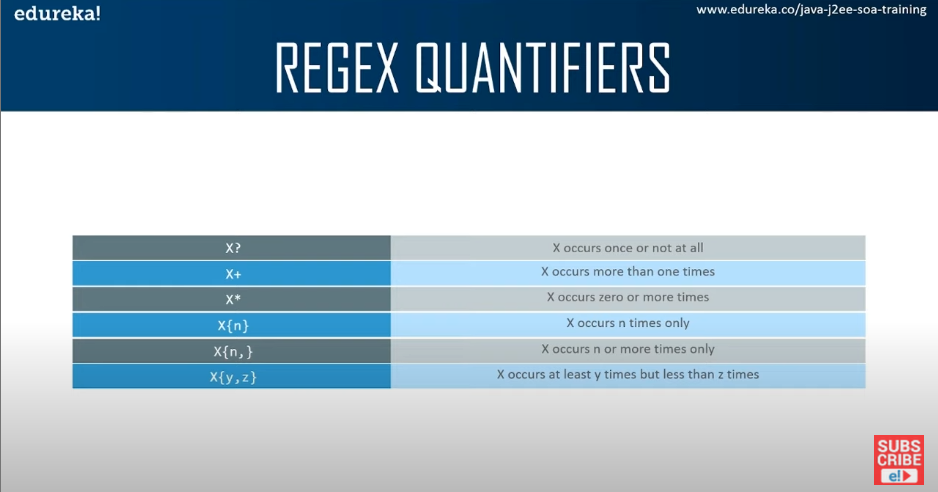 edureka!
www.edureka.co/java-j2ee-soa-training
REGEX QUANTIFIERS
X? X occurs once or not at all
X+ X occurs more than one times
X* X occurs zero or more times
X{n} X occurs n times only
X{n,} X occurs n or more times only
X{y,z} X occurs at least y times but less than z times
SUBS
CRIBE
e!